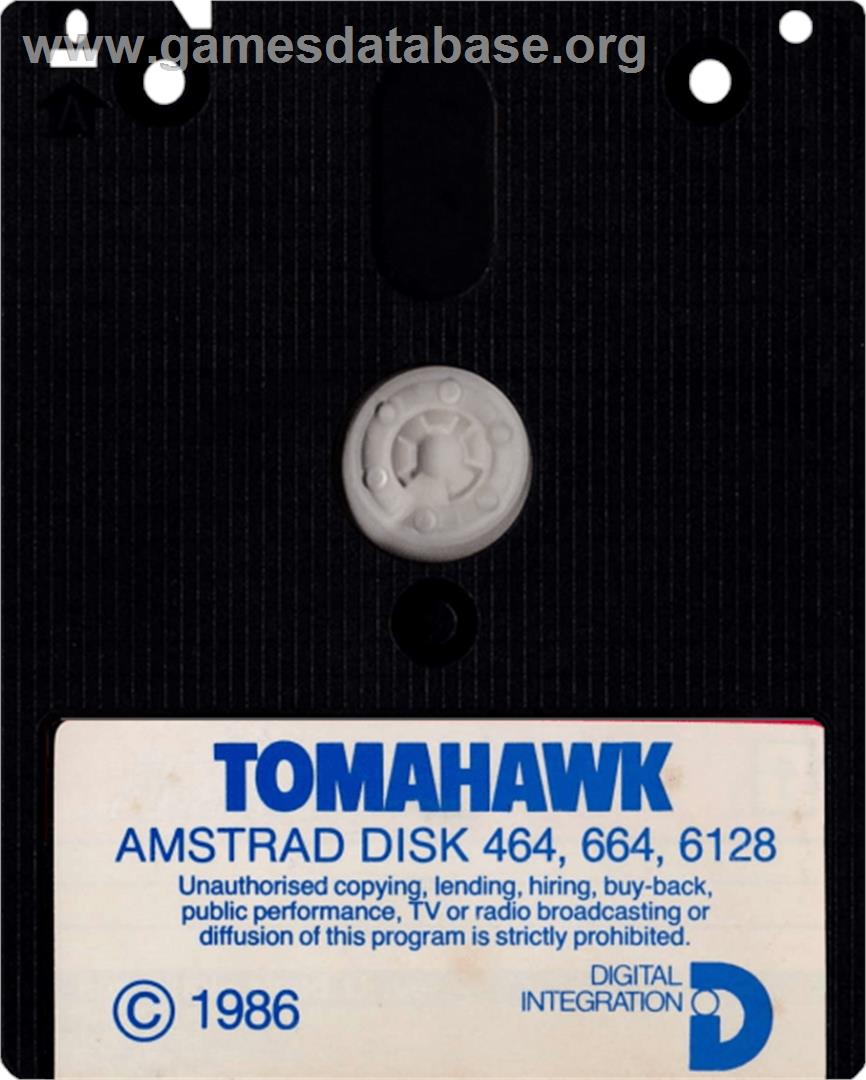 www.gamesdatabase.org
TOMAHAWK
AMSTRAD DISK 464, 664, 6128
Unauthorised copying, lending, hiring, buy-back,
public performance, TV or radio broadcasting or
diffusion of this program is strictly prohibited.
DIGITAL
INTEGRATION
© 1986